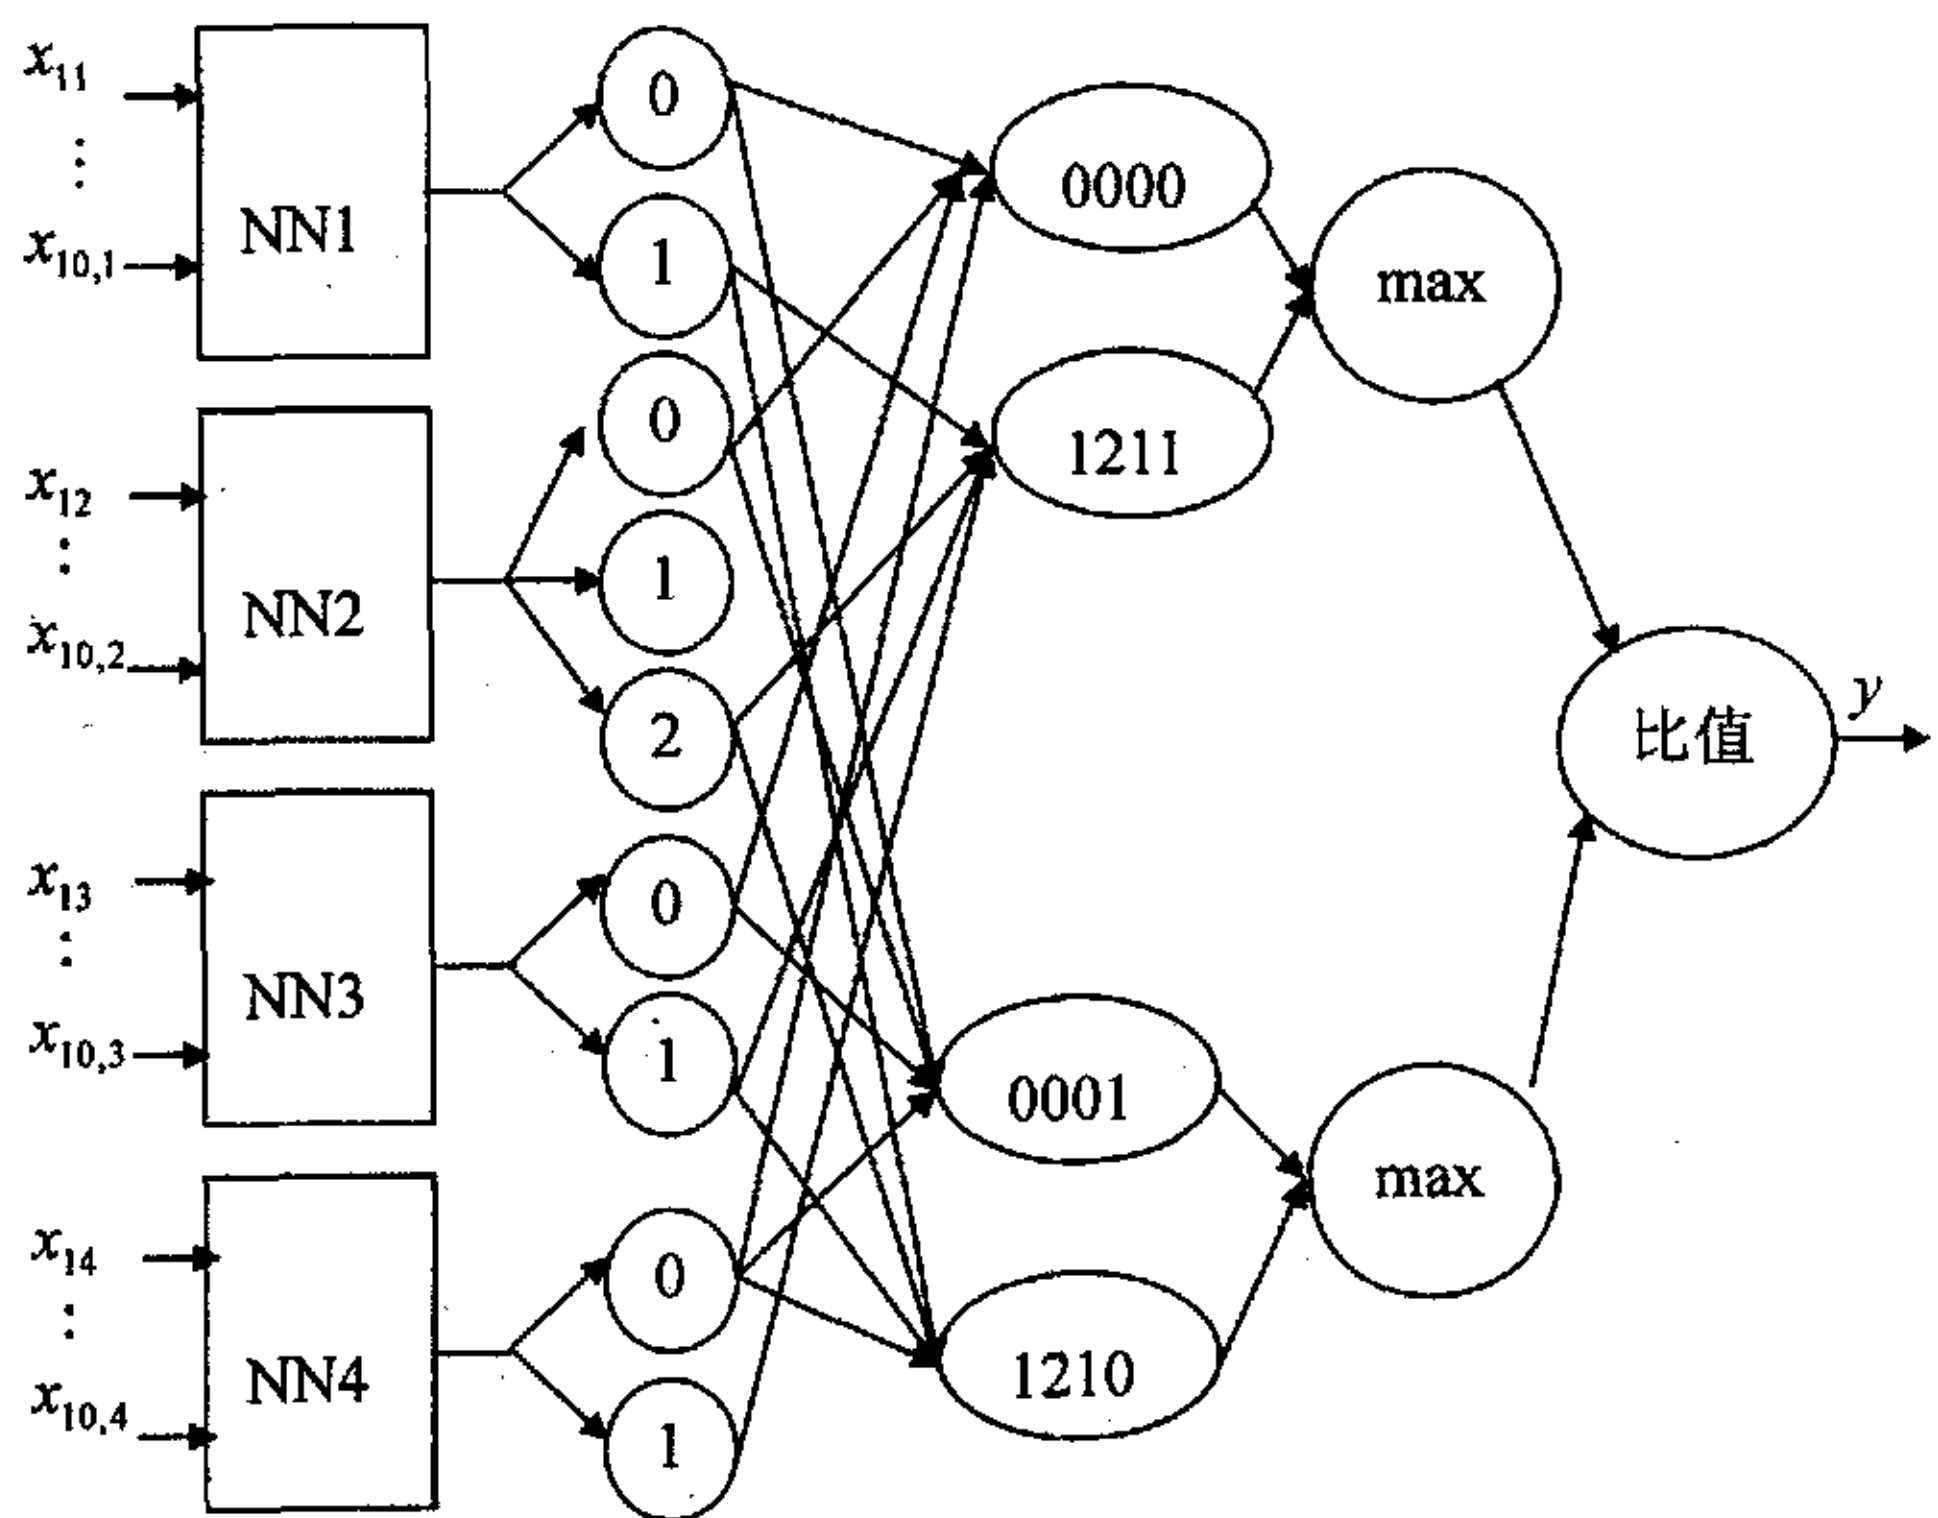 x11
⋮
x10,1
NN1
0
1
x12
⋮
x10,2
NN2
0
1
2
x13
⋮
x10,3
NN3
0
1
x14
⋮
x10,4
NN4
0
1
0000
1211
0001
1210
max
max
比值
y